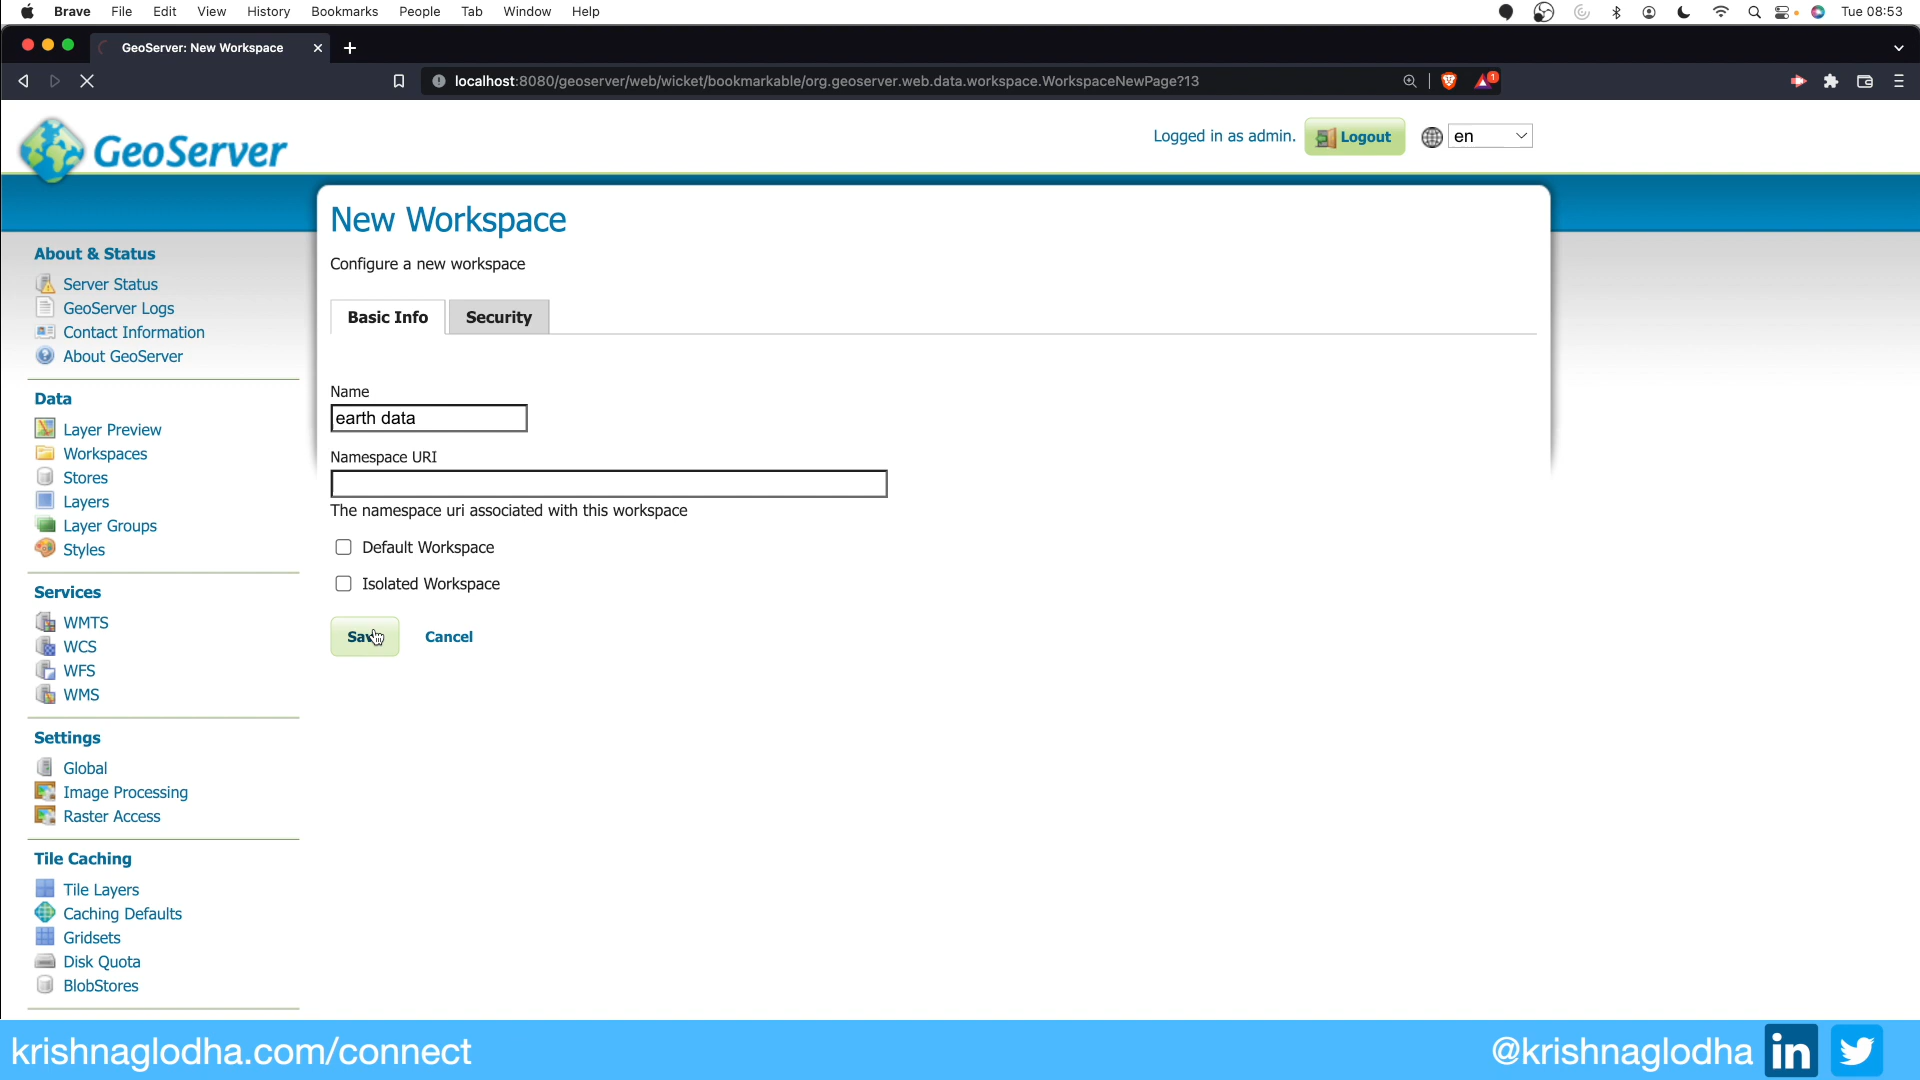 Brave File Edit View History Bookmarks People Tab Window Help Tue 08:53
GeoServer: New Workspace
localhost:8080/geoserver/web/wicket/bookmarkable/org.geoserver.web.data.workspace.WorkspaceNewPage?13
1
GeoServer
Logged in as admin. Logout en
New Workspace
Configure a new workspace
Basic Info Security
Name
earth data
Namespace URI
The namespace uri associated with this workspace
Default Workspace
Isolated Workspace
Cancel
About & Status
Server Status
GeoServer Logs
Contact Information
About GeoServer
Data
Layer Preview
Workspaces
Stores
Layers
Layer Groups
Styles
Services
WMTS
WCS
WFS
WMS
Settings
Global
Image Processing
Raster Access
Tile Caching
Tile Layers
Caching Defaults
Gridsets
Disk Quota
BlobStores
krishnaglodha.com/connect
@krishnaglodha in